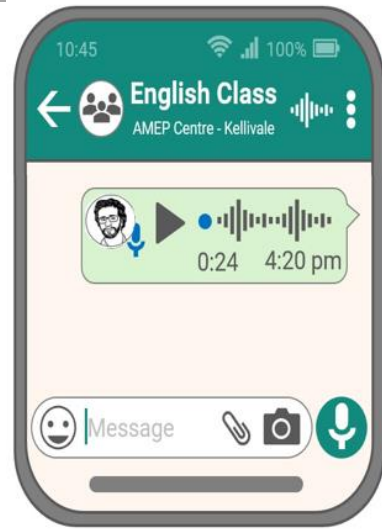 10:45 100%
English Class
AMEP Centre - Kellivale
0:24 4:20 pm
Message